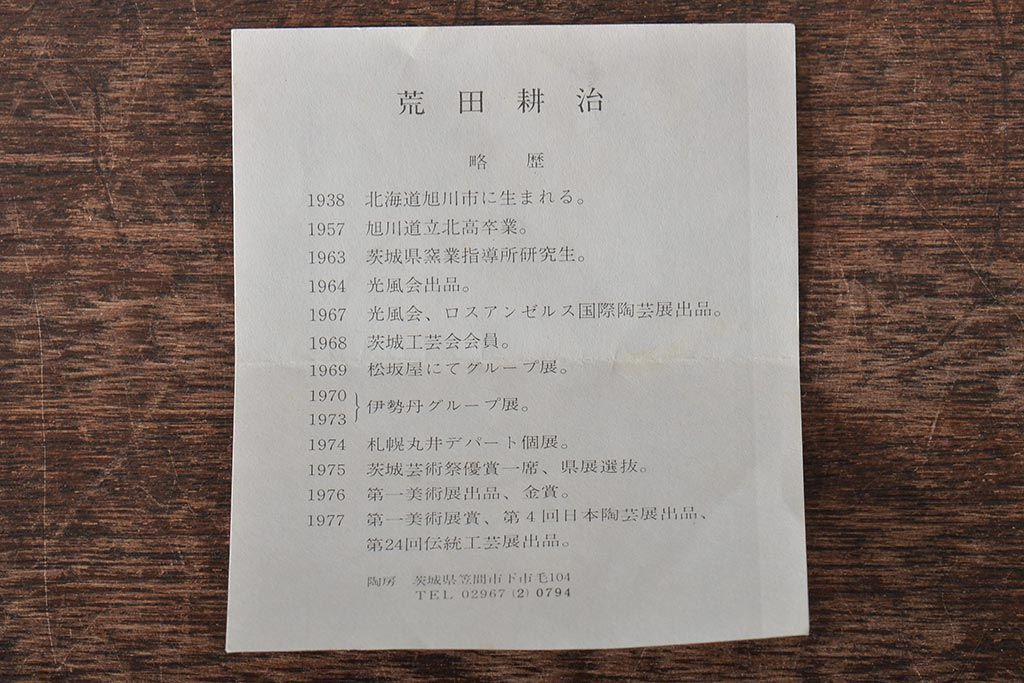 荒田耕治
略歴
1938 北海道旭川市に生まれる。
1957 旭川道立北高卒業。
1963 茨城県窯業指導所研究生。
1964 光風会出品。
1967 光風会、ロスアンゼルス国際陶芸展出品。
1968 茨城工芸会会員。
1969 松坂屋にてグループ展。
1970
1973 } 伊勢丹グループ展。
1974 札幌丸井デパート個展。
1975 茨城芸術祭優賞一席、県展選抜。
1976 第一美術展出品、金賞。
1977 第一美術展賞、第4回日本陶芸展出品、
第24回伝統工芸展出品。
陶房 茨城県笠間市下市毛104
TEL 02967(2)0794